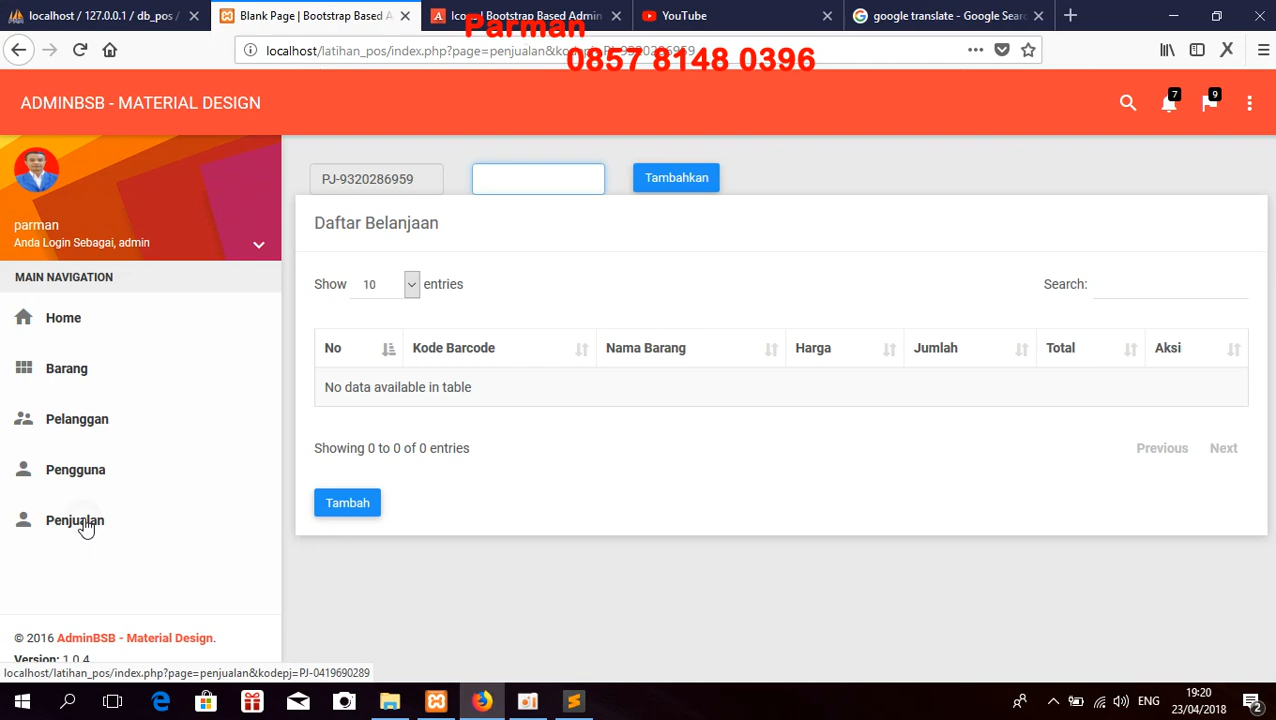 localhost / 127.0.0.1 / db_pos /
Blank Page | Bootstrap Based A
Icons | Bootstrap Based Admin
YouTube
google translate - Google Searc
Parman
0857 8148 0396
localhost/latihan_pos/index.php?page=penjualan&kodepj=PJ-9320286959
ADMINBSB - MATERIAL DESIGN
7
9
parman
Anda Login Sebagai, admin
MAIN NAVIGATION
Home
Barang
Pelanggan
Pengguna
Penjualan
© 2016 AdminBSB - Material Design.
Version: 1.0.4
PJ-9320286959
Tambahkan
Daftar Belanjaan
Show 10 entries
Search:
No Kode Barcode Nama Barang Harga Jumlah Total Aksi
No data available in table
Showing 0 to 0 of 0 entries
Previous Next
Tambah
localhost/latihan_pos/index.php?page=penjualan&kodepj=PJ-0419690289
ENG
19:20
23/04/2018
2